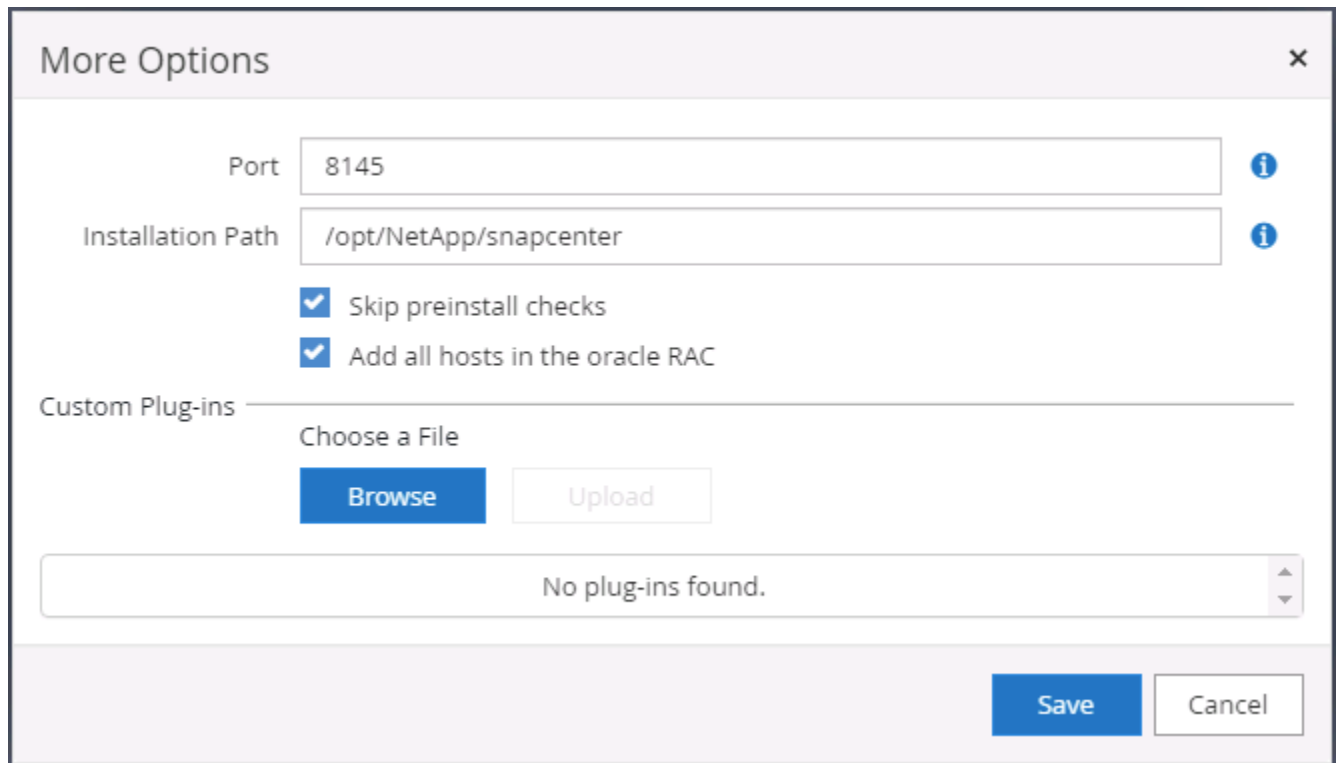 More Options
Port 8145
Installation Path /opt/NetApp/snapcenter
Skip preinstall checks
Add all hosts in the oracle RAC
Custom Plug-ins
Choose a File
Browse Upload
No plug-ins found.
Save Cancel